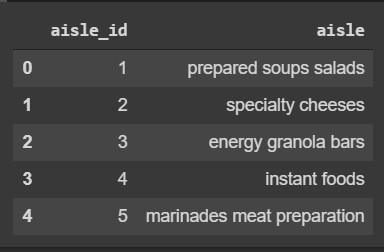 aisle_id aisle
0 1 prepared soups salads
1 2 specialty cheeses
2 3 energy granola bars
3 4 instant foods
4 5 marinades meat preparation